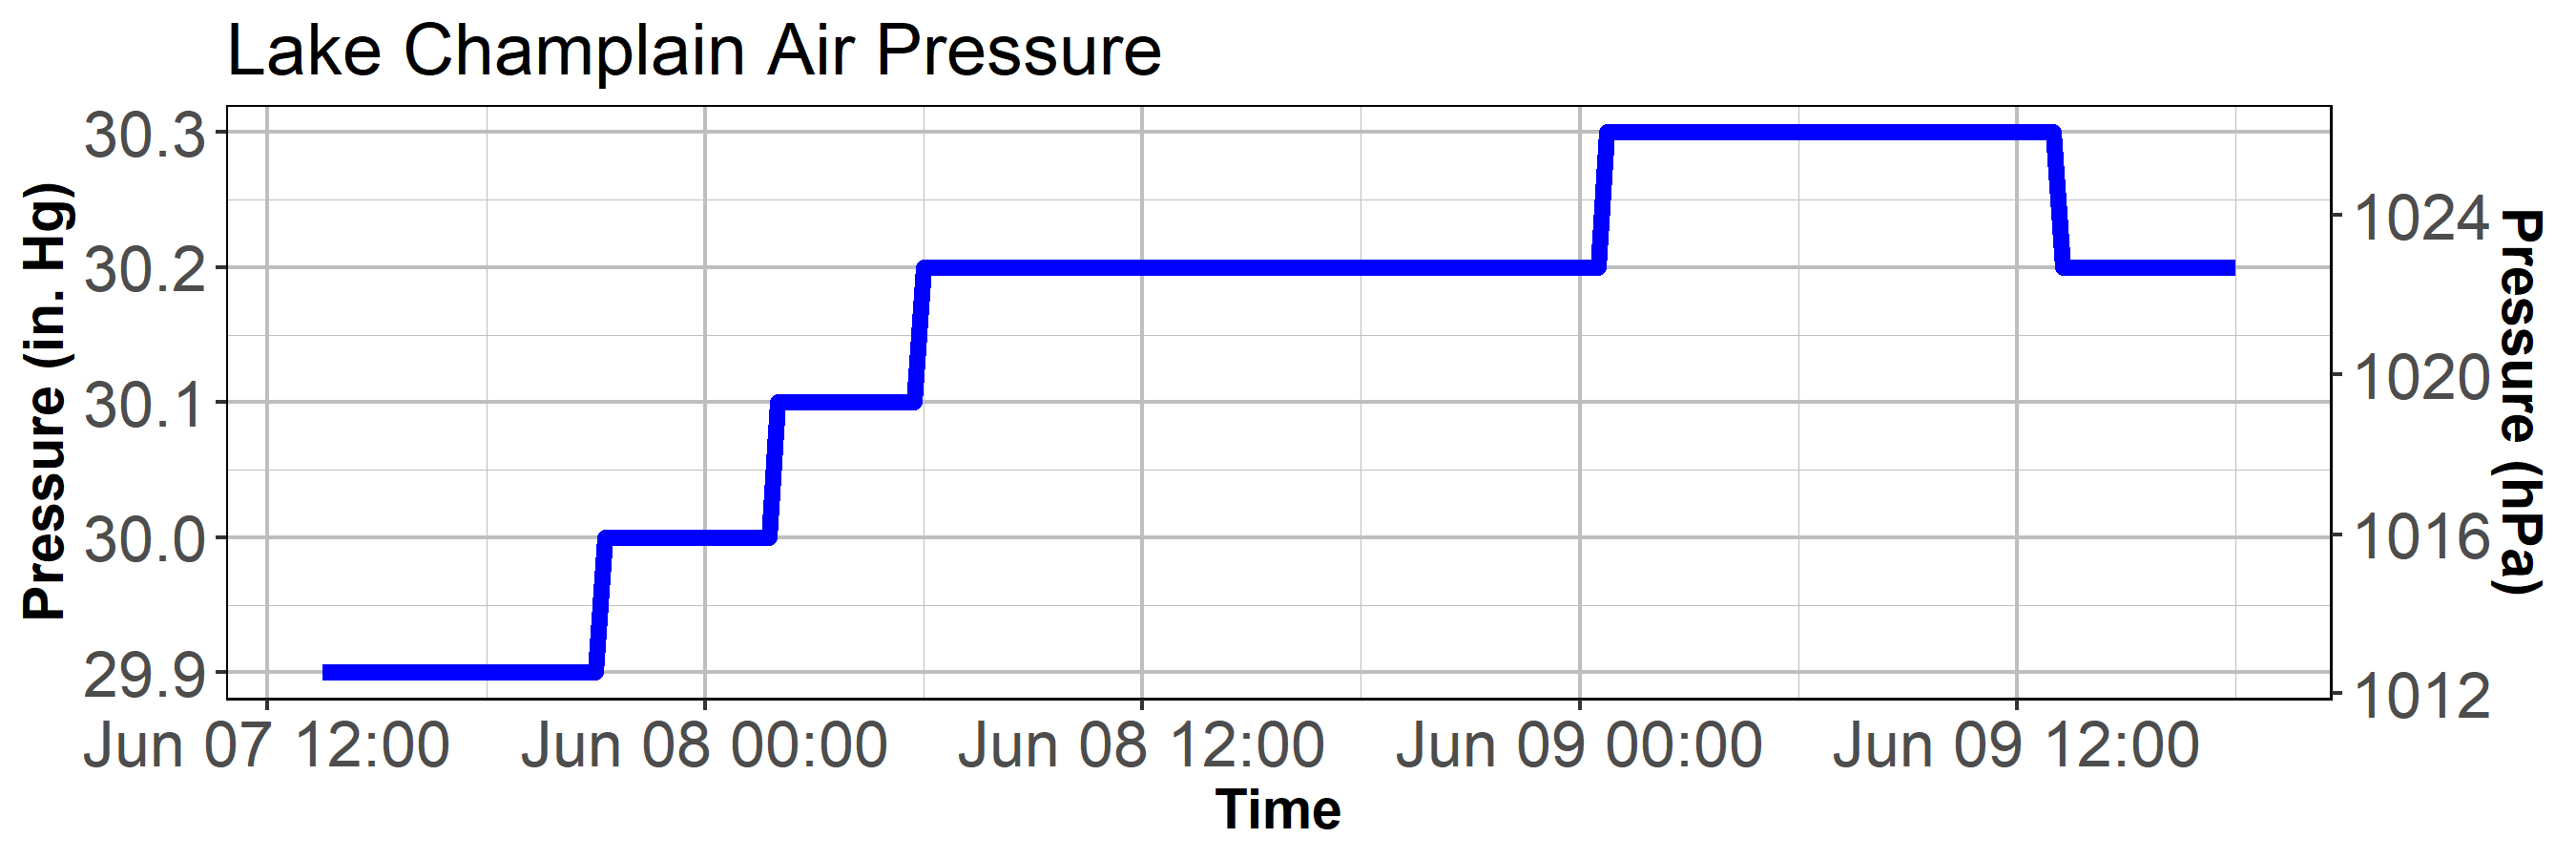 Lake Champlain Air Pressure
Pressure (in. Hg)
30.3
30.2
30.1
30.0
29.9
1024
1020
1016
1012
Pressure (hPa)
Jun 07 12:00 Jun 08 00:00 Jun 08 12:00 Jun 09 00:00 Jun 09 12:00
Time